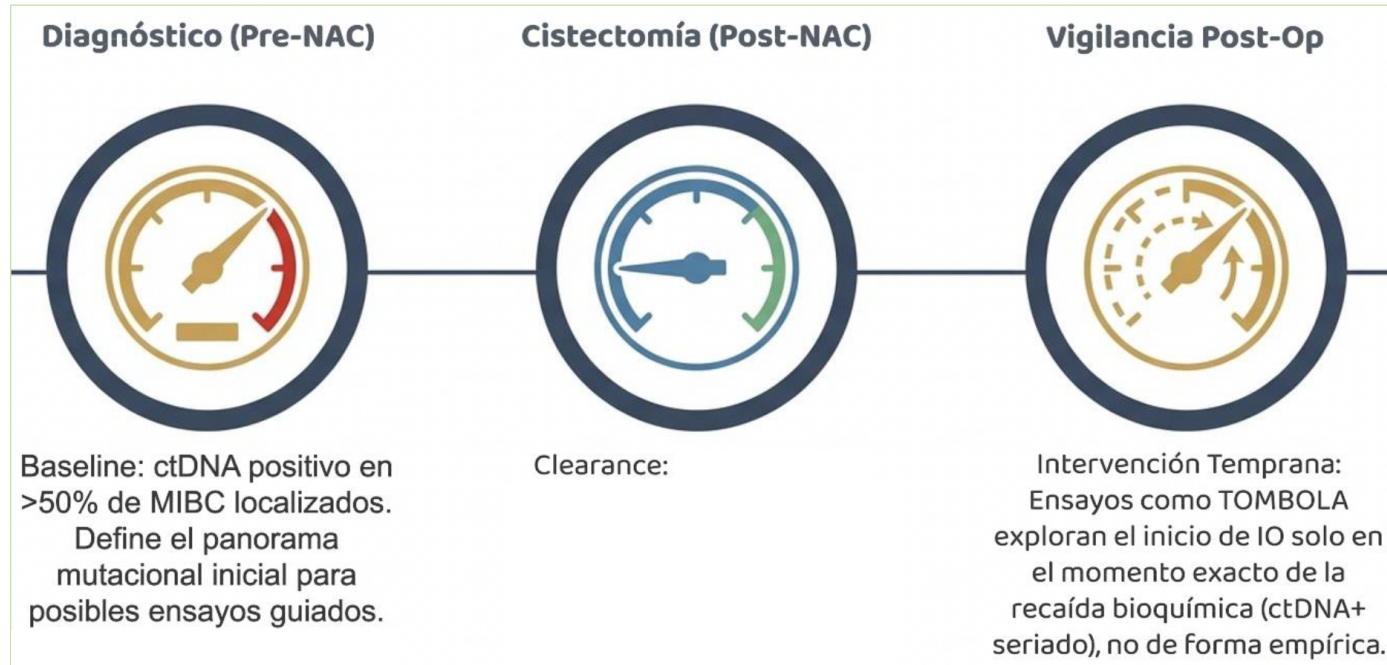 Diagnóstico (Pre-NAC)
Cistectomía (Post-NAC)
Vigilancia Post-Op
Baseline: ctDNA positivo en
>50% de MIBC localizados.
Define el panorama
mutacional inicial para
posibles ensayos guiados.
Clearance:
Intervención Temprana:
Ensayos como TOMBOLA
exploran el inicio de IO solo en
el momento exacto de la
recaída bioquímica (ctDNA+
seriado), no de forma empírica.